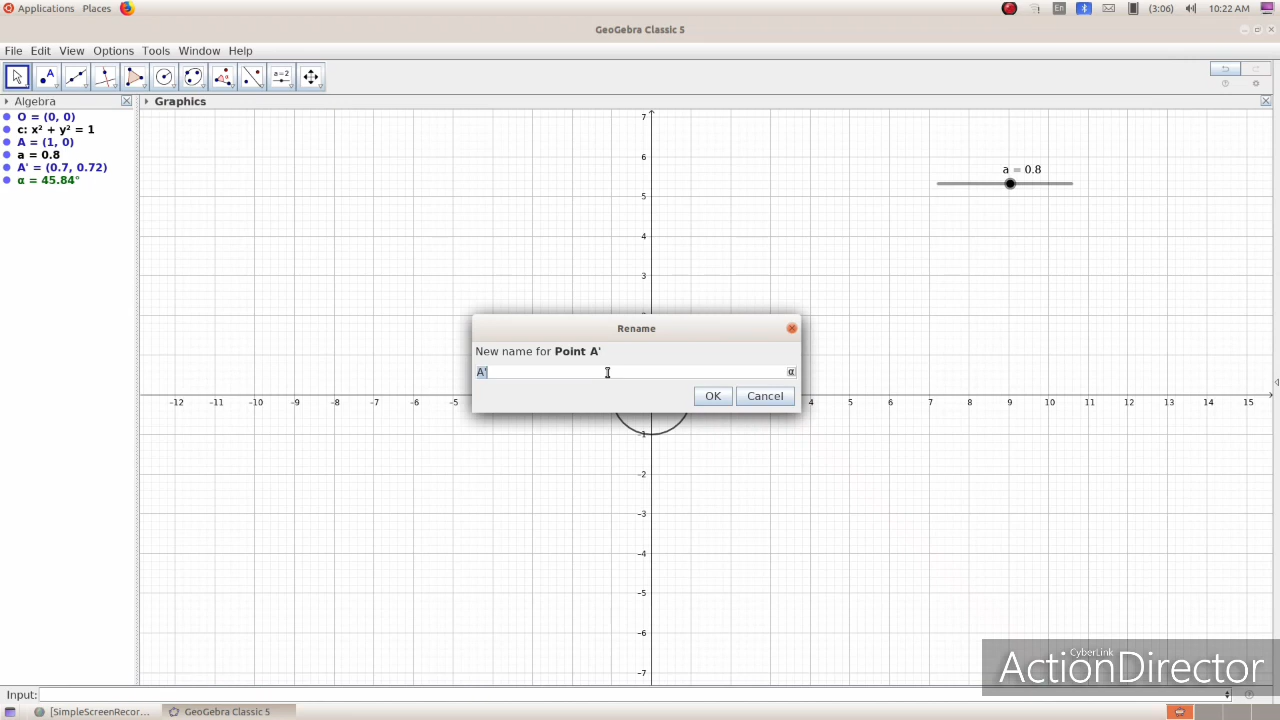 Applications Places En (3:06) 10:22 AM
GeoGebra Classic 5
File Edit View Options Tools Window Help
A a=2
Algebra
Graphics
O = (0, 0)
c: x² + y² = 1
A = (1, 0)
a = 0.8
A' = (0.7, 0.72)
α = 45.84°
a = 0.8
7
6
5
4
3
Rename
New name for Point A'
A' α
OK Cancel
-12 -11 -10 -9 -8 -7 -6 -5 4 5 6 7 8 9 10 11 12 13 14 15
-1
-2
-3
-4
-5
-6
-7
CyberLink
ActionDirector
Input:
[SimpleScreenRecor... GeoGebra Classic 5